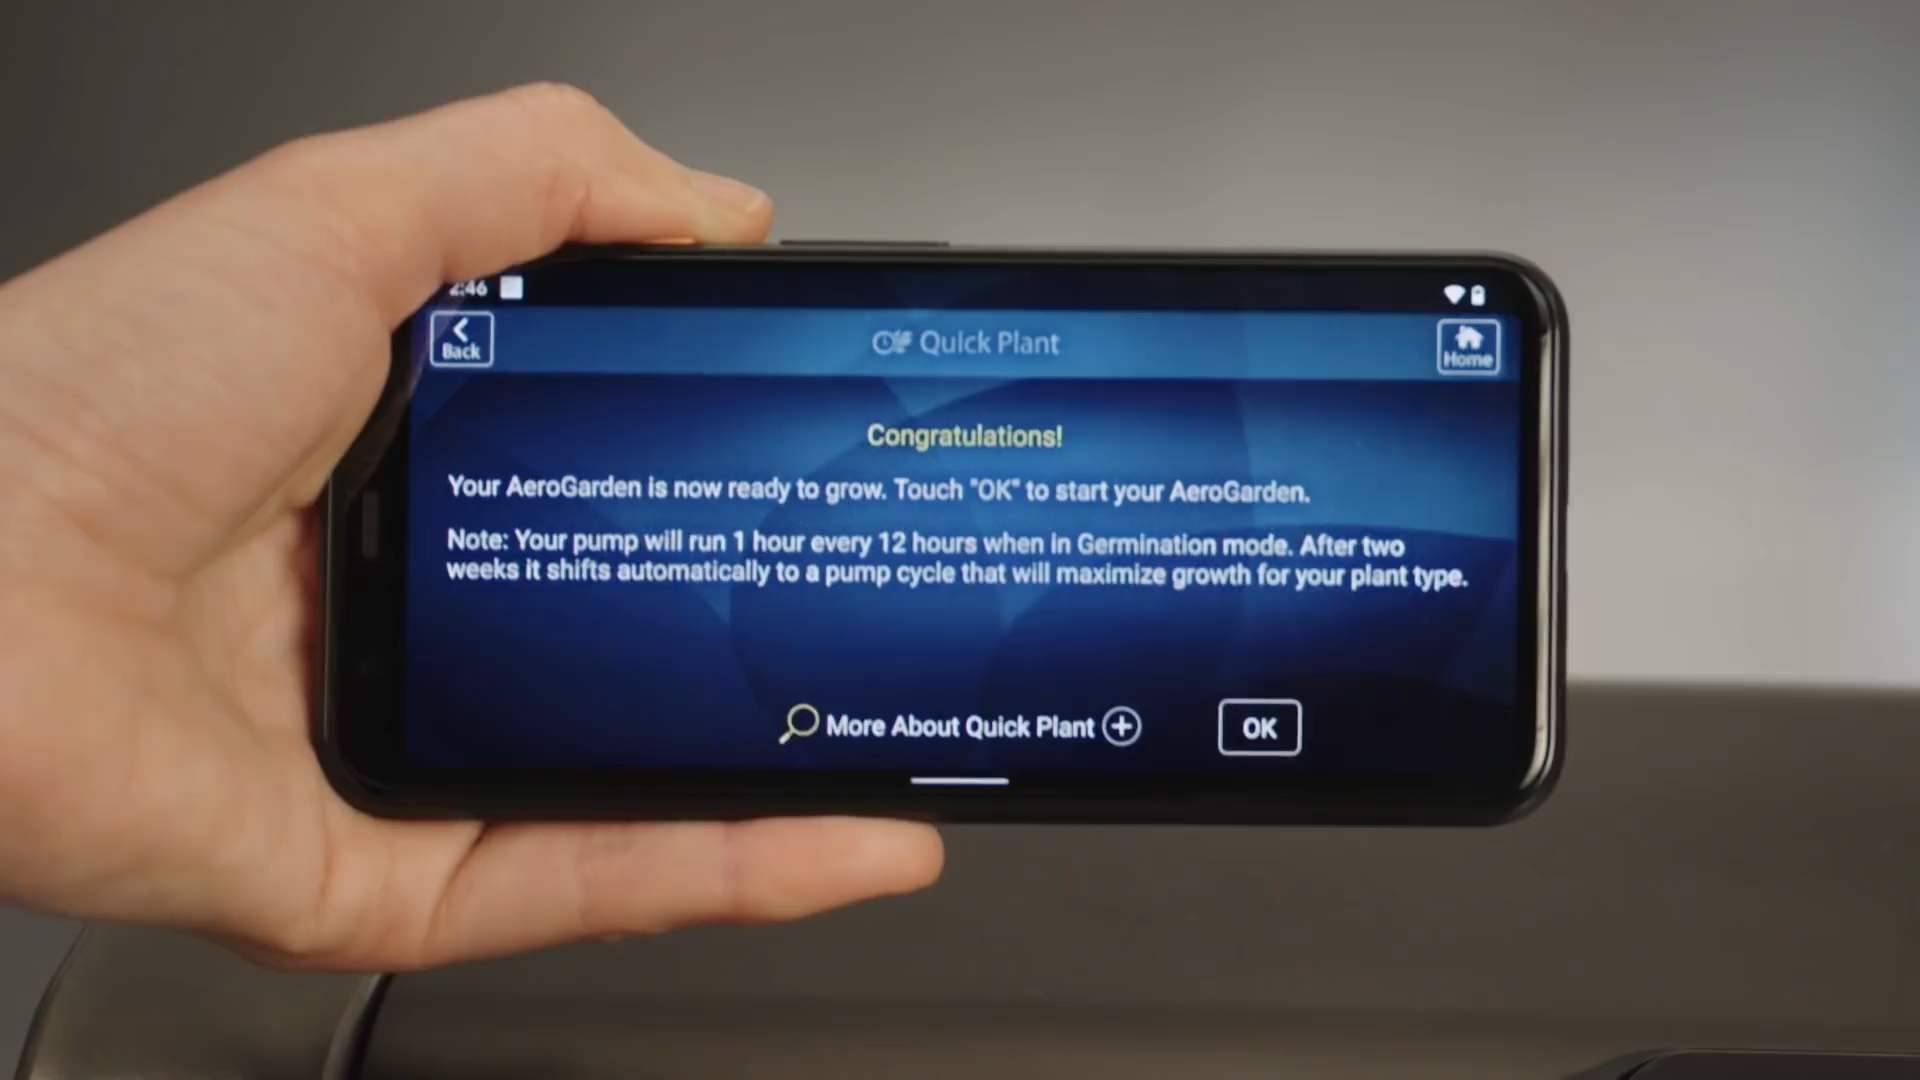 2:46
Back
Quick Plant
Home
Congratulations!
Your AeroGarden is now ready to grow. Touch "OK" to start your AeroGarden.
Note: Your pump will run 1 hour every 12 hours when in Germination mode. After two
weeks it shifts automatically to a pump cycle that will maximize growth for your plant type.
More About Quick Plant
OK